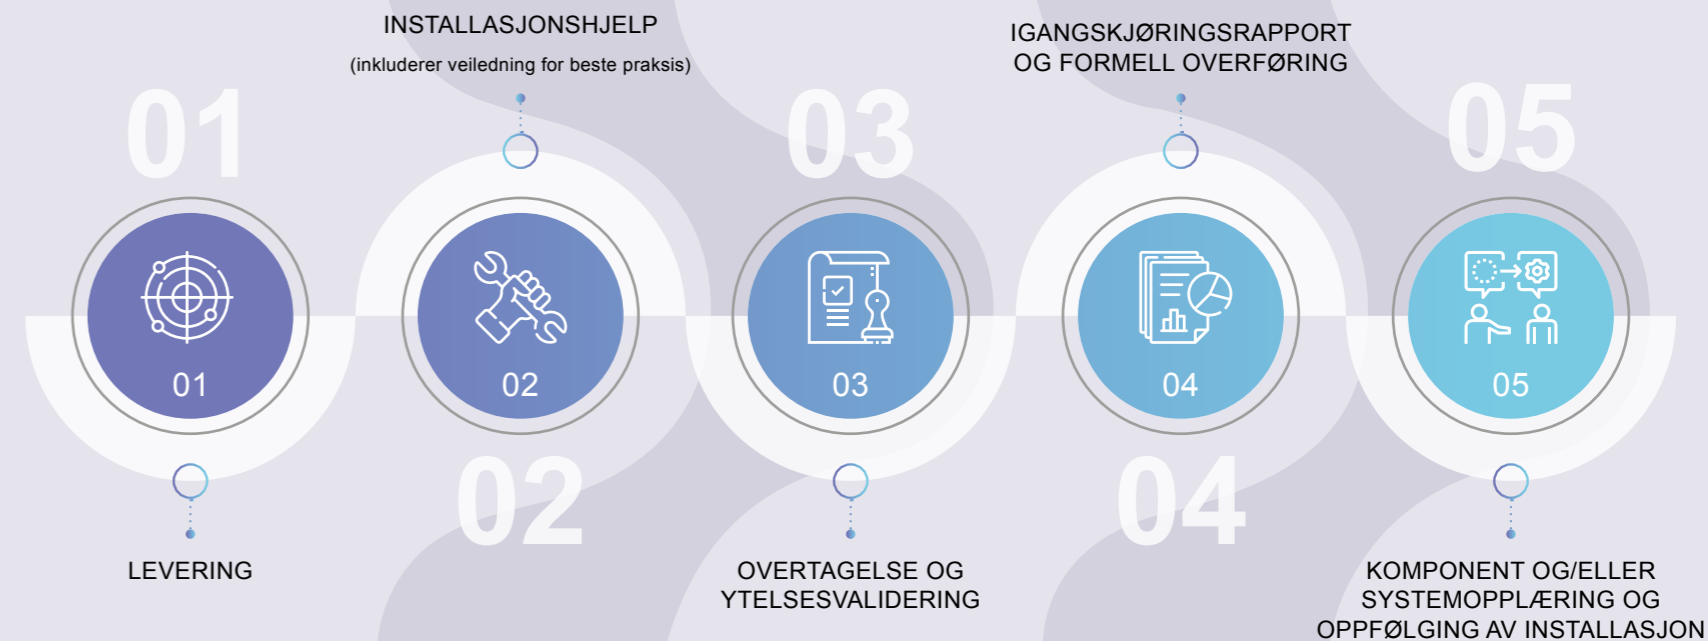 01
01
LEVERING
INSTALLASJONSHJELP
(inkluderer veiledning for beste praksis)
02
02
03
03
OVERTAGELSE OG
YTELSESVALIDERING
IGANGSKJØRINGSRAPPORT
OG FORMELL OVERFØRING
04
04
05
05
KOMPONENT OG/ELLER
SYSTEMOPPLÆRING OG
OPPFØLGING AV INSTALLASJON